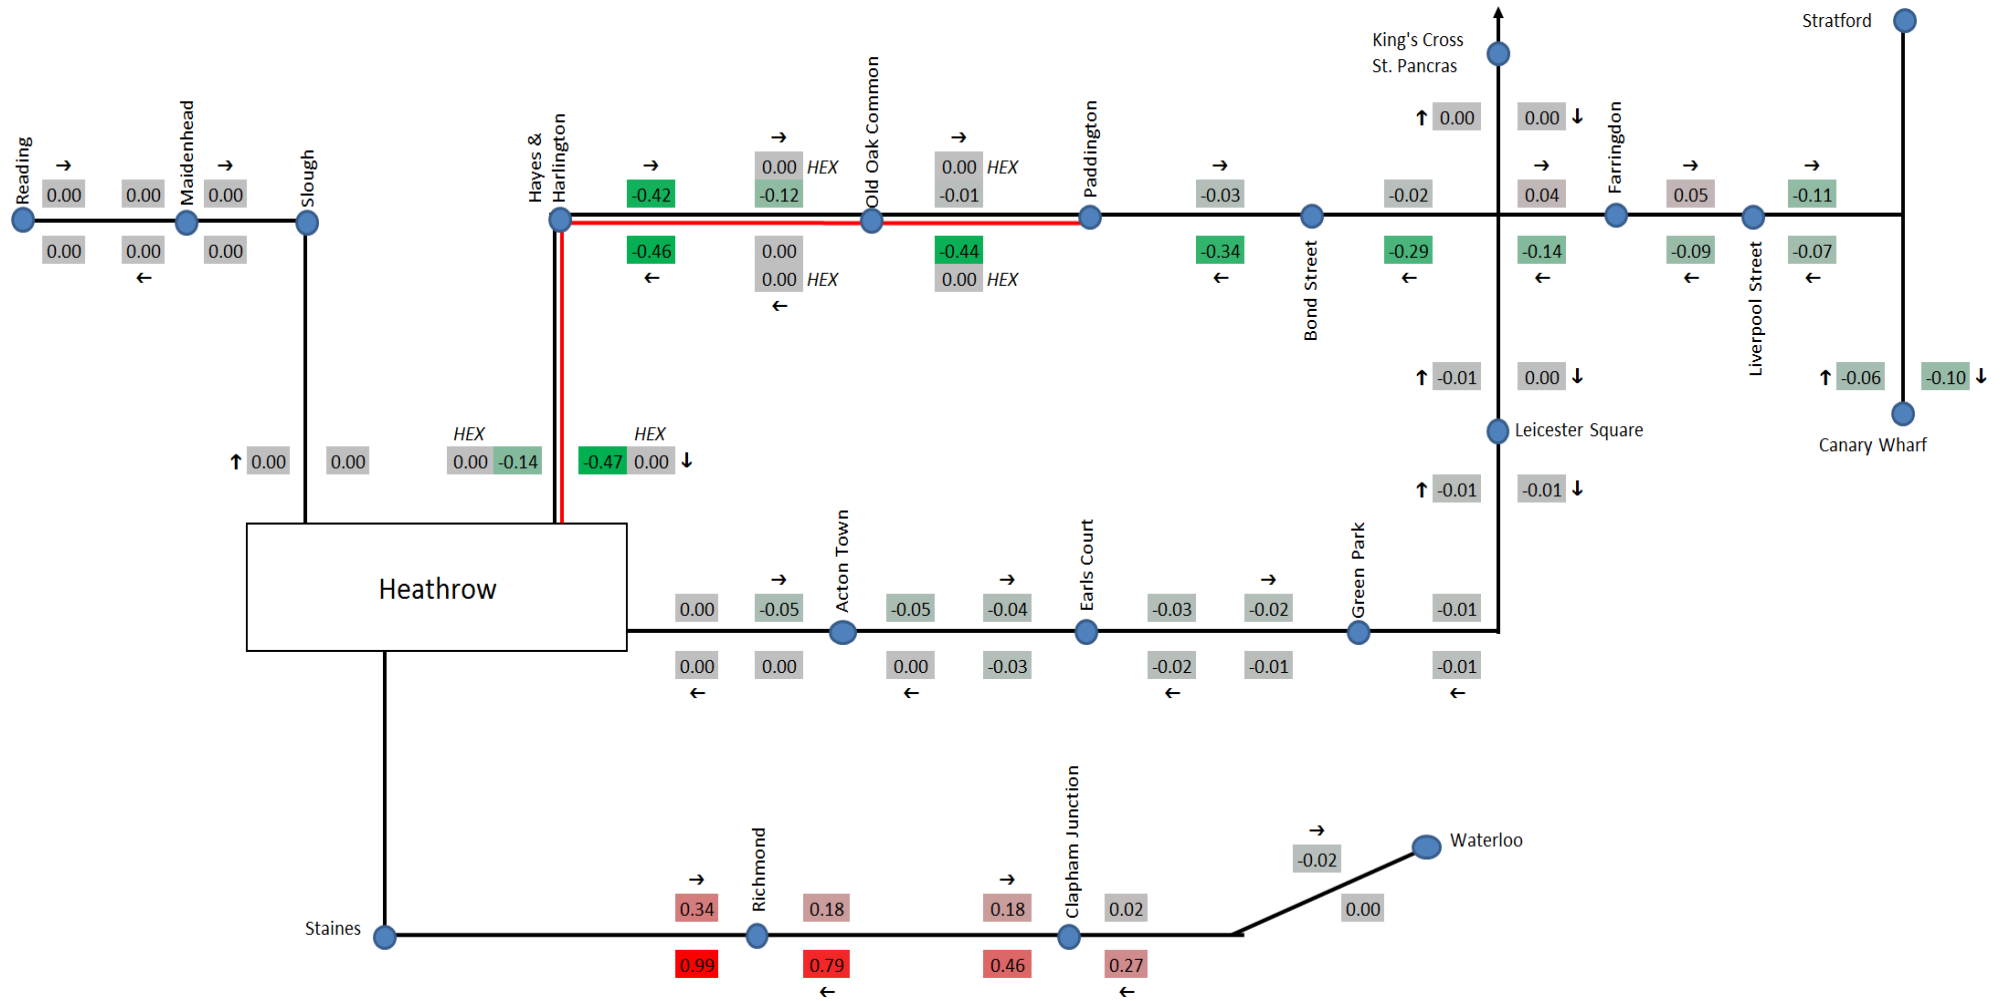 Stratford
King's Cross
St. Pancras
Reading
Maidenhead
Slough
Hayes &
Harlington
Old Oak Common
Paddington
Bond Street
Farringdon
Liverpool Street
→ → → → → → → → →
↑ 0.00 0.00 ↓
0.00 HEX 0.00 HEX
0.00 0.00 0.00 -0.42 -0.12 -0.01 -0.03 -0.02 0.04 0.05 -0.11
0.00 0.00 0.00 -0.46 0.00 -0.44 -0.34 -0.29 -0.14 -0.09 -0.07
0.00 HEX 0.00 HEX
← ← ← ← ← ← ← ←
↑ -0.01 0.00 ↓
↑ -0.06 -0.10 ↓
Leicester Square
Canary Wharf
HEX HEX
↑ 0.00 0.00 0.00 -0.14 -0.47 0.00 ↓
↑ -0.01 -0.01 ↓
Heathrow
Acton Town
Earls Court
Green Park
→ → →
0.00 -0.05 -0.05 -0.04 -0.03 -0.02 -0.01
0.00 0.00 0.00 -0.03 -0.02 -0.01 -0.01
← ← ← ←
Richmond
Clapham Junction
Waterloo
→
-0.02
0.00
→ →
0.34 0.18 0.18 0.02
Staines
0.99 0.79 0.46 0.27
← ←